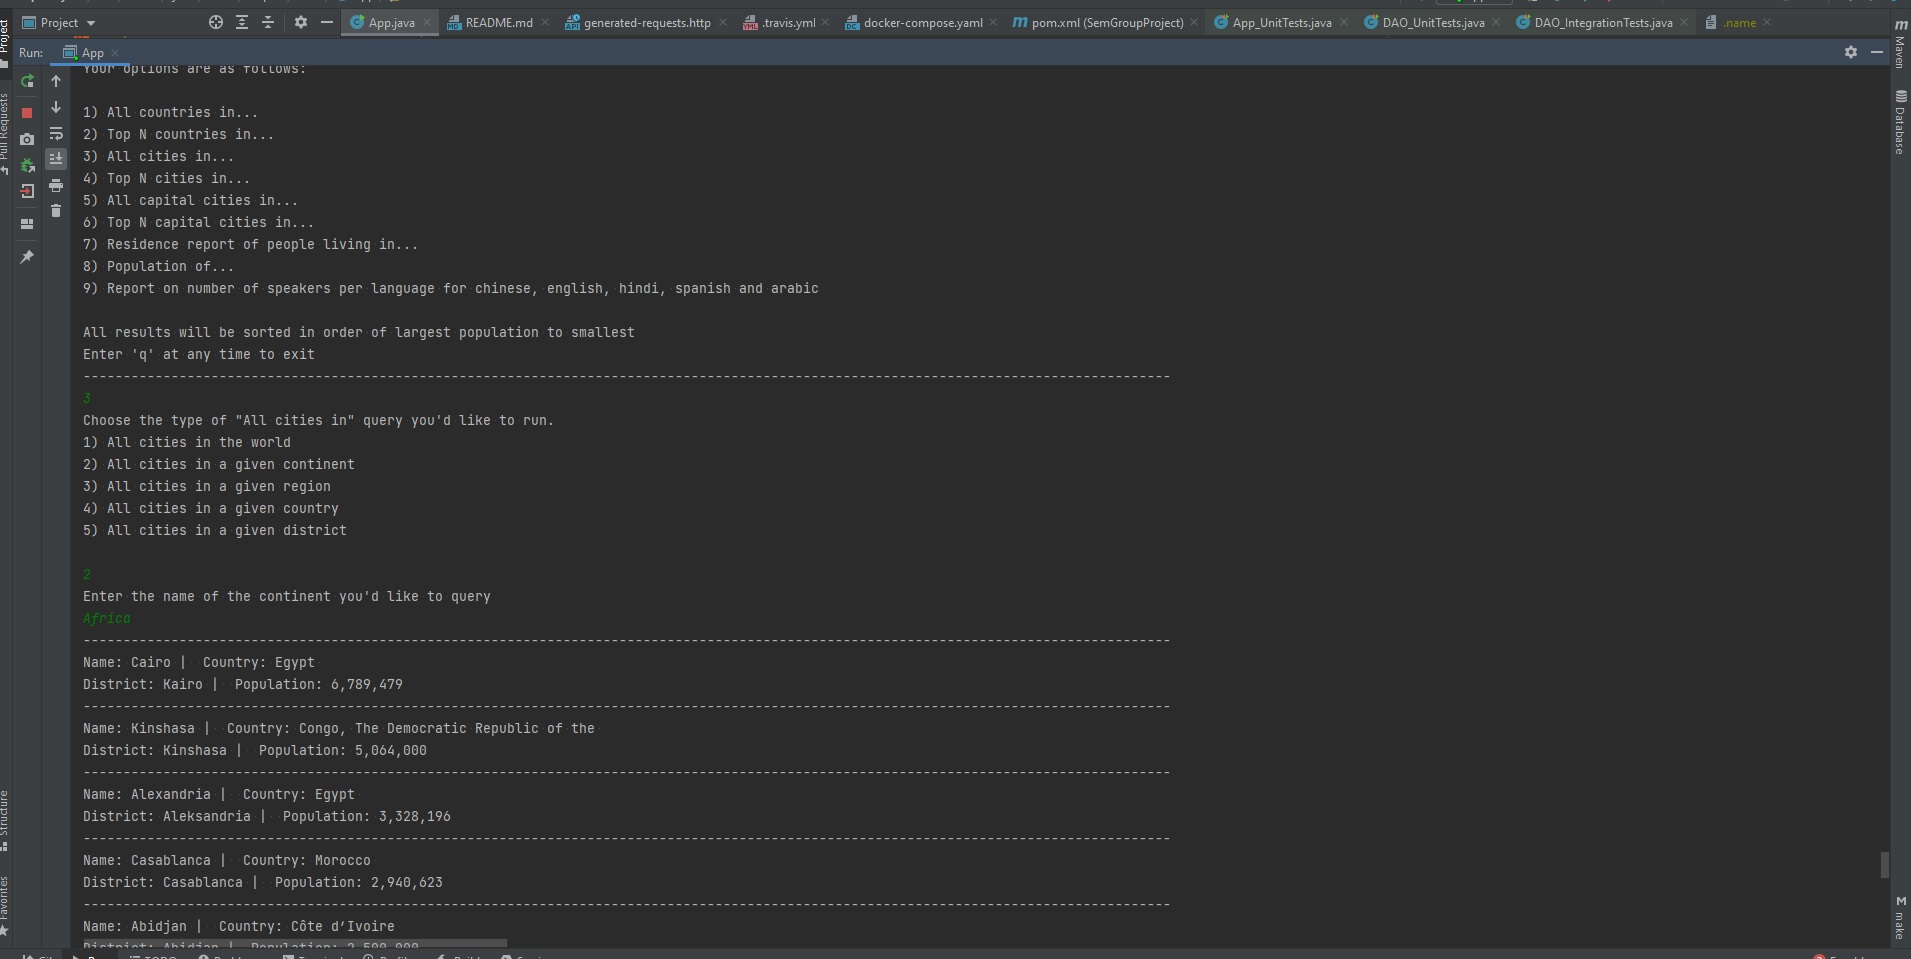 Project
App.java
README.md
generated-requests.http
.travis.yml
docker-compose.yaml
pom.xml (SemGroupProject)
App_UnitTests.java
DAO_UnitTests.java
DAO_IntegrationTests.java
.name
Run:
App
Project
Pull Requests
Structure
Favorites
Maven
Database
make
Your options are as follows:
1) All countries in...
2) Top N countries in...
3) All cities in...
4) Top N cities in...
5) All capital cities in...
6) Top N capital cities in...
7) Residence report of people living in...
8) Population of...
9) Report on number of speakers per language for chinese, english, hindi, spanish and arabic
All results will be sorted in order of largest population to smallest
Enter 'q' at any time to exit
----------------------------------------------------------------------------------------------------------------------------------------
3
Choose the type of "All cities in" query you'd like to run.
1) All cities in the world
2) All cities in a given continent
3) All cities in a given region
4) All cities in a given country
5) All cities in a given district
2
Enter the name of the continent you'd like to query
Africa
----------------------------------------------------------------------------------------------------------------------------------------
Name: Cairo |  Country: Egypt
District: Kairo |  Population: 6,789,479
----------------------------------------------------------------------------------------------------------------------------------------
Name: Kinshasa |  Country: Congo, The Democratic Republic of the
District: Kinshasa |  Population: 5,064,000
----------------------------------------------------------------------------------------------------------------------------------------
Name: Alexandria |  Country: Egypt
District: Aleksandria |  Population: 3,328,196
----------------------------------------------------------------------------------------------------------------------------------------
Name: Casablanca |  Country: Morocco
District: Casablanca |  Population: 2,940,623
----------------------------------------------------------------------------------------------------------------------------------------
Name: Abidjan |  Country: Côte d’Ivoire
District: Abidjan |  Population: 2,500,000